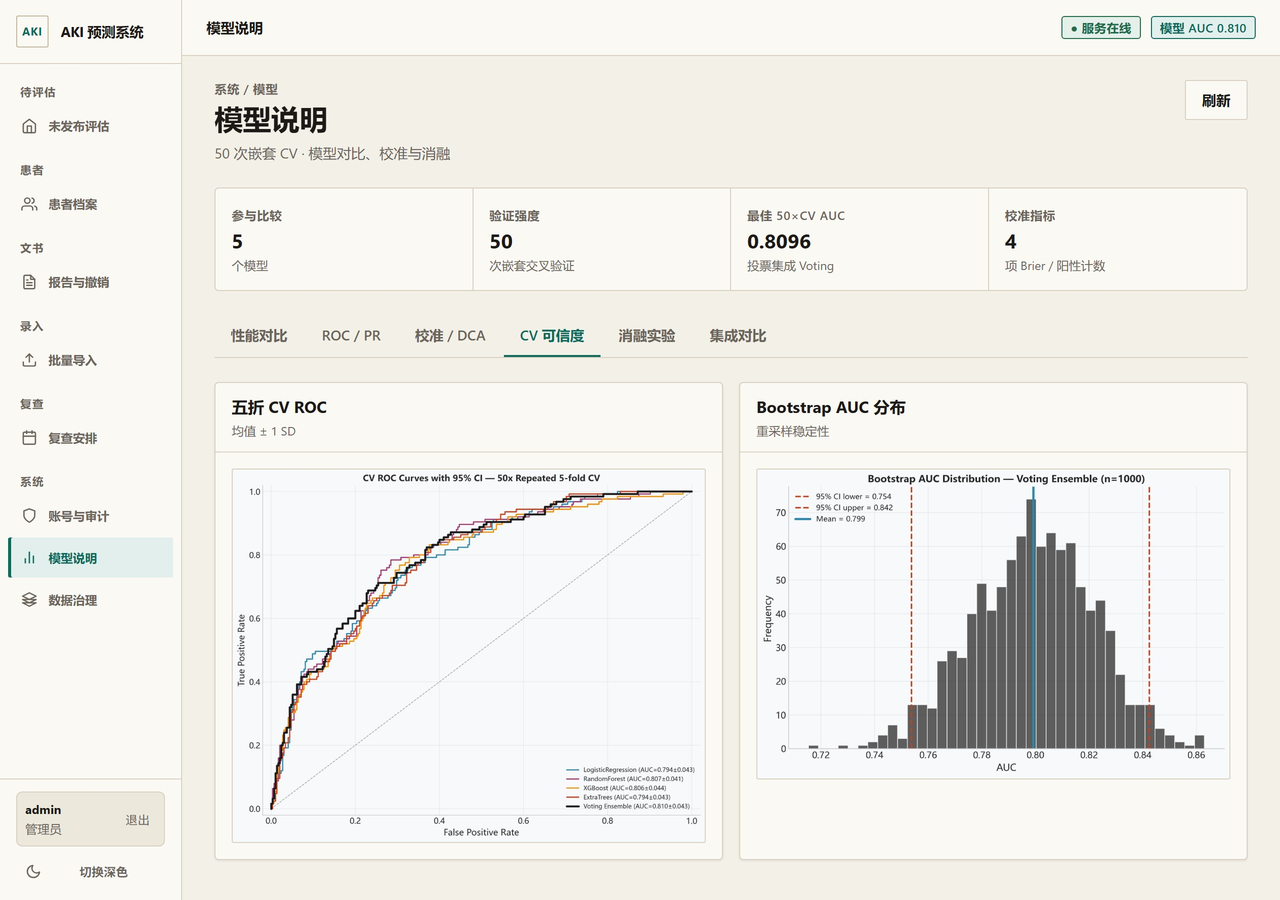 AKI
AKI 预测系统
待评估
未发布评估
患者
患者档案
文书
报告与撤销
录入
批量导入
复查
复查安排
系统
账号与审计
模型说明
数据治理
admin
管理员
退出
切换深色
模型说明
● 服务在线
模型 AUC 0.810
系统 / 模型
模型说明
50 次嵌套 CV · 模型对比、校准与消融
刷新
参与比较
5
个模型
验证强度
50
次嵌套交叉验证
最佳 50×CV AUC
0.8096
投票集成 Voting
校准指标
4
项 Brier / 阳性计数
性能对比
ROC / PR
校准 / DCA
CV 可信度
消融实验
集成对比
五折 CV ROC
均值 ± 1 SD
CV ROC Curves with 95% CI — 50x Repeated 5-fold CV
1.0
0.8
0.6
0.4
0.2
0.0
True Positive Rate
LogisticRegression (AUC=0.794±0.043)
RandomForest (AUC=0.807±0.041)
XGBoost (AUC=0.806±0.044)
ExtraTrees (AUC=0.794±0.043)
Voting Ensemble (AUC=0.810±0.043)
0.0 0.2 0.4 0.6 0.8 1.0
False Positive Rate
Bootstrap AUC 分布
重采样稳定性
Bootstrap AUC Distribution — Voting Ensemble (n=1000)
95% CI lower = 0.754
95% CI upper = 0.842
Mean = 0.799
70
60
50
40
30
20
10
0
Frequency
0.72 0.74 0.76 0.78 0.80 0.82 0.84 0.86
AUC